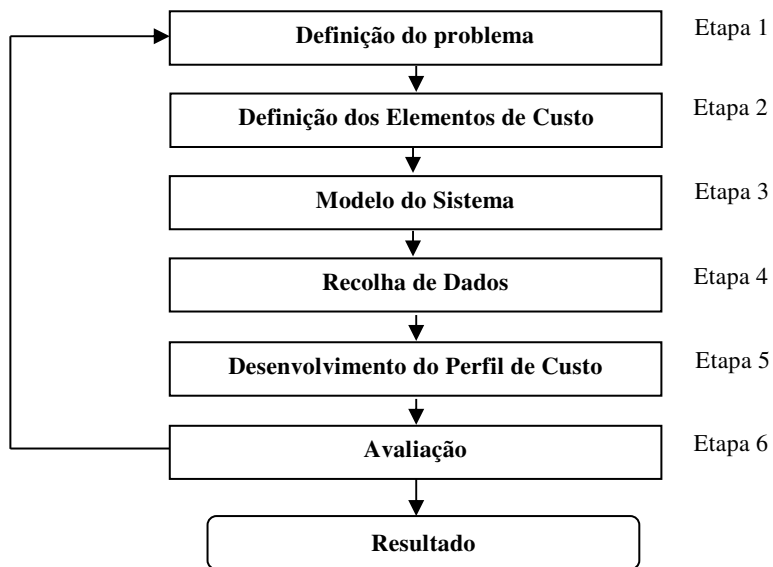 Definição do problema
Etapa 1
Definição dos Elementos de Custo
Etapa 2
Modelo do Sistema
Etapa 3
Recolha de Dados
Etapa 4
Desenvolvimento do Perfil de Custo
Etapa 5
Avaliação
Etapa 6
Resultado